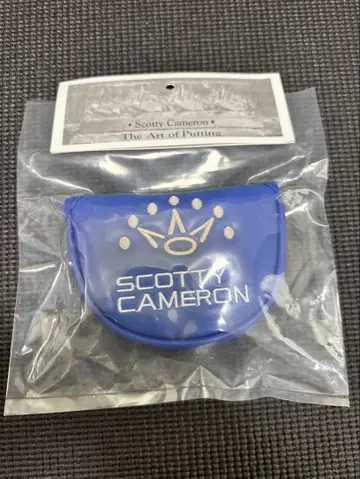 • Scotty Cameron •
The Art of Putting
SCOTTY
CAMERON